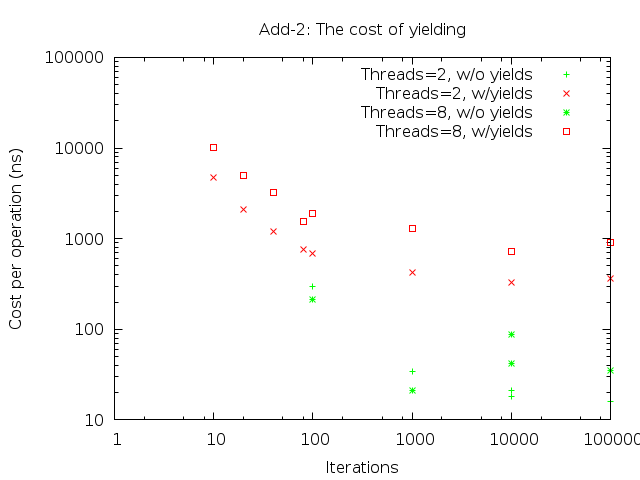 Add-2: The cost of yielding
100000
10000
1000
100
10
Cost per operation (ns)
Threads=2, w/o yields
Threads=2, w/yields
Threads=8, w/o yields
Threads=8, w/yields
1 10 100 1000 10000 100000
Iterations